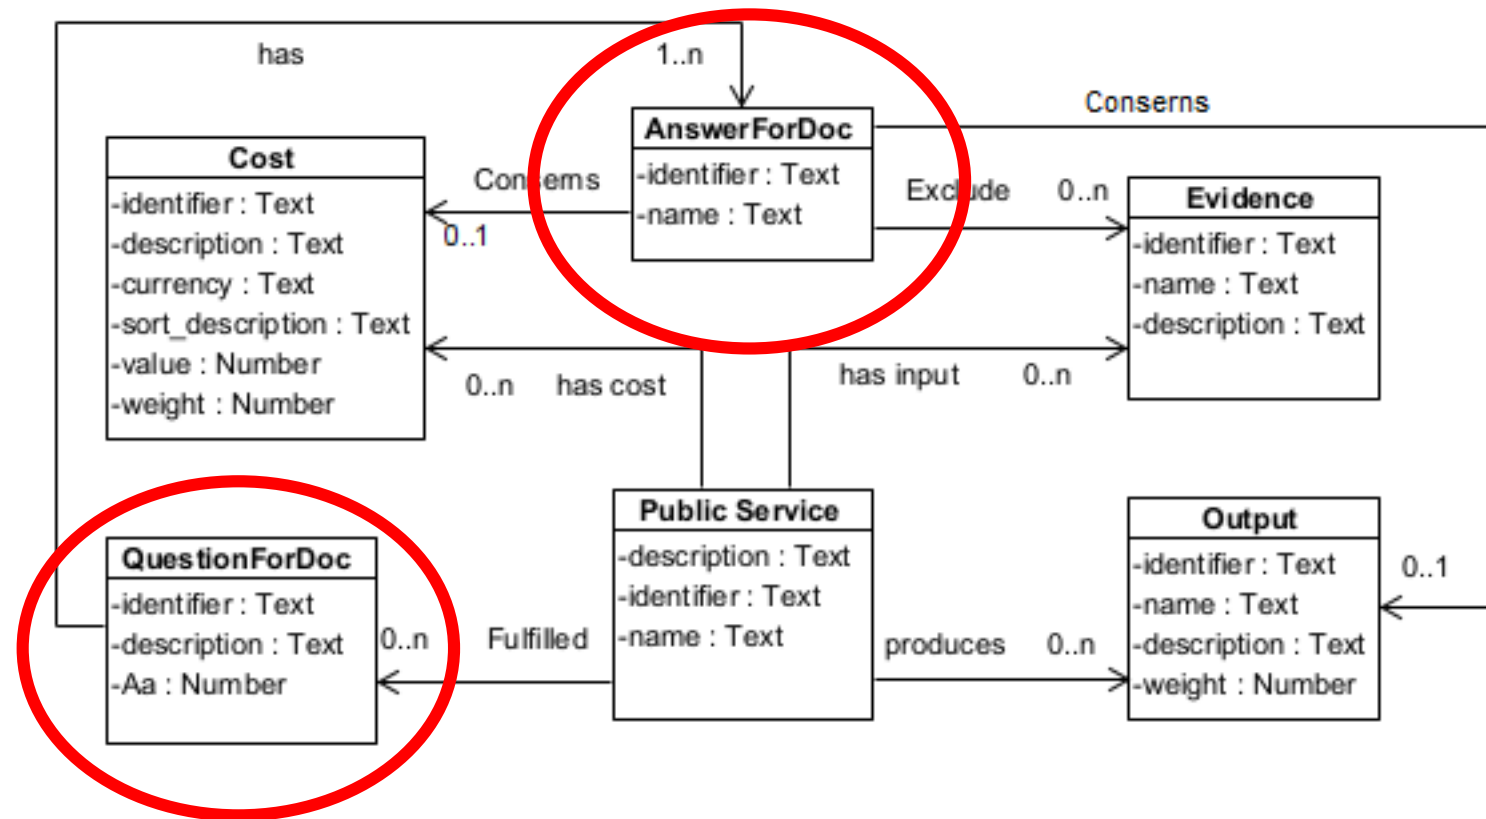 has
1..n
Conserns
AnswerForDoc
-identifier : Text
-name : Text
Cost
-identifier : Text
-description : Text
-currency : Text
-sort_description : Text
-value : Number
-weight : Number
Conserns
0..1
Exclude
0..n
Evidence
-identifier : Text
-name : Text
-description : Text
0..n
has cost
has input
0..n
QuestionForDoc
-identifier : Text
-description : Text
-Aa : Number
0..n
Fulfilled
Public Service
-description : Text
-identifier : Text
-name : Text
produces
0..n
Output
-identifier : Text
-name : Text
-description : Text
-weight : Number
0..1